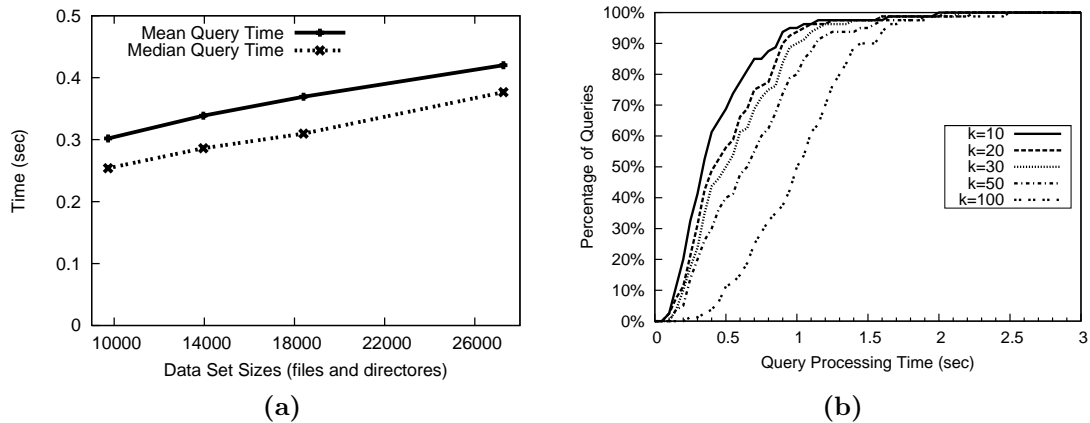 0.5
0.4
0.3
0.2
0.1
0
Time (sec)
Mean Query Time
Median Query Time
10000 14000 18000 22000 26000
Data Set Sizes (files and directores)
(a)
100%
90%
80%
70%
60%
50%
40%
30%
20%
10%
0%
Percentage of Queries
k=10
k=20
k=30
k=50
k=100
0 0.5 1 1.5 2 2.5 3
Query Processing Time (sec)
(b)